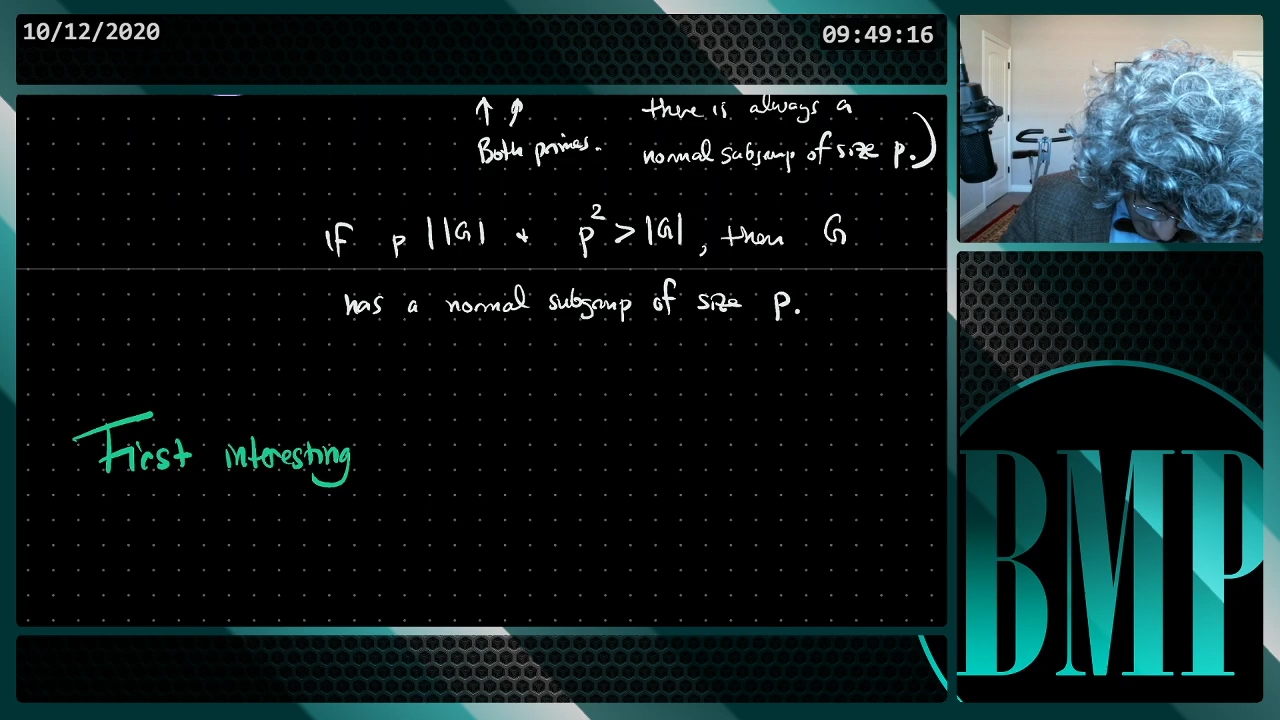 10/12/2020
09:49:16
there is always a
Both primes.
normal subgroup of size p.)
If p | |G| + p² > |G|, then G
has a normal subgroup of size p.
First interesting
BMP